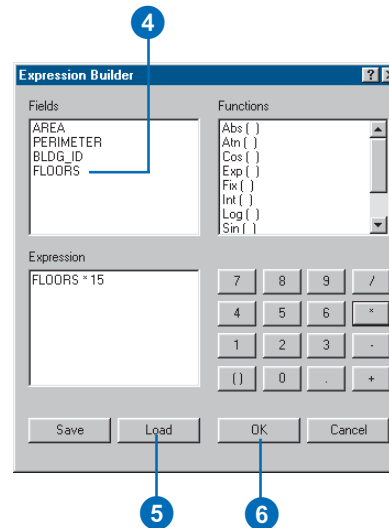 4
Expression Builder
?
Fields
Functions
AREA
PERIMETER
BLDG_ID
FLOORS
Abs ( )
Atn ( )
Cos ( )
Exp ( )
Fix ( )
Int ( )
Log ( )
Sin ( )
Expression
FLOORS * 15
7 8 9 /
4 5 6 *
1 2 3 -
( ) 0 . +
Save Load OK Cancel
5 6